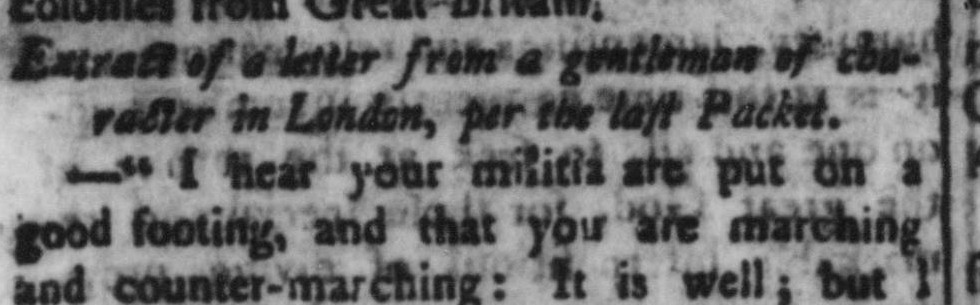 colonies from Great-Britain.
Extract of a letter from a gentleman of cha-
racter in London, per the last Packet.
—“ I hear your militia are put on a
good footing, and that you are marching
and counter-marching: It is well; but I